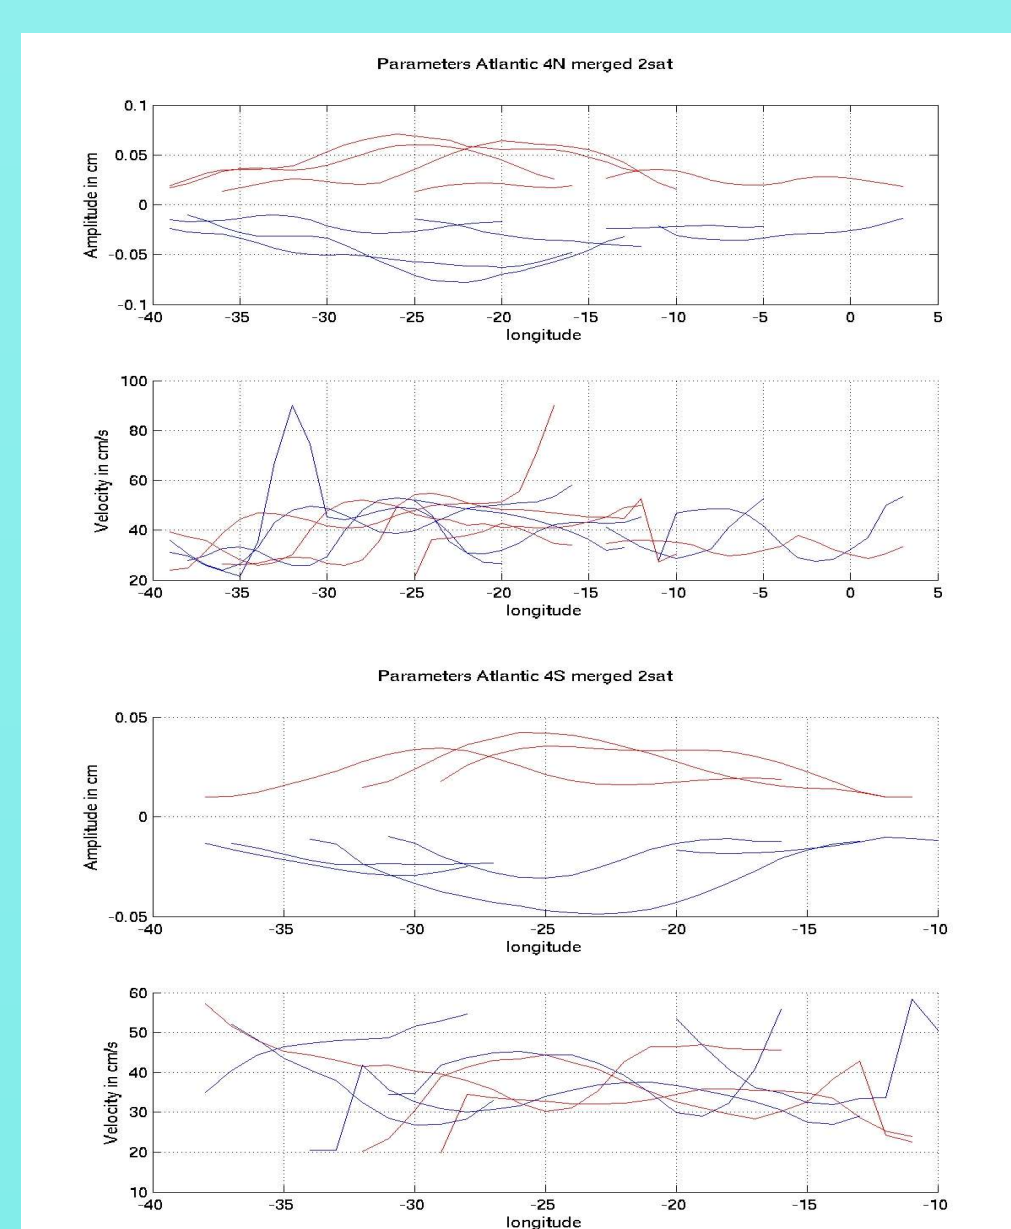 Parameters Atlantic 4N merged 2sat
0.1
0.05
0
-0.05
-0.1
Amplitude in cm
-40 -35 -30 -25 -20 -15 -10 -5 0 5
longitude
100
80
60
40
20
Velocity in cm/s
-40 -35 -30 -25 -20 -15 -10 -5 0 5
longitude
Parameters Atlantic 4S merged 2sat
0.05
0
-0.05
Amplitude in cm
-40 -35 -30 -25 -20 -15 -10
longitude
60
50
40
30
20
10
Velocity in cm/s
-40 -35 -30 -25 -20 -15 -10
longitude